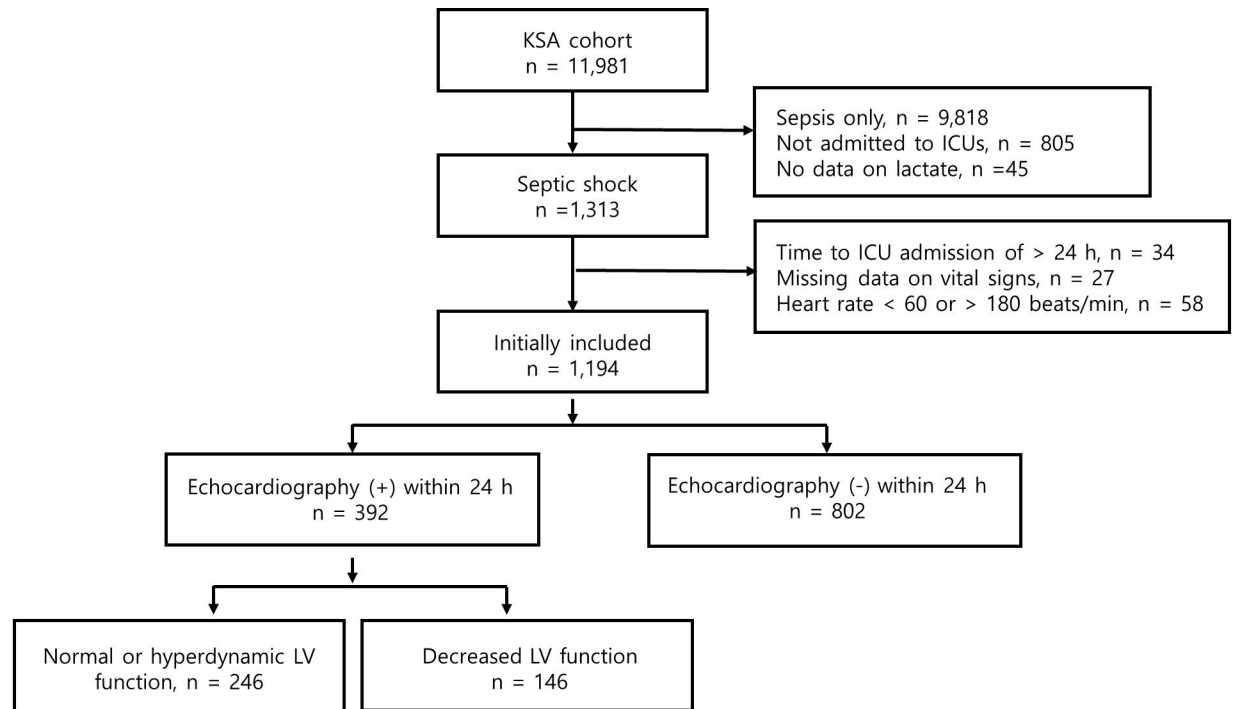 KSA cohort
n = 11,981
Sepsis only, n = 9,818
Not admitted to ICUs, n = 805
No data on lactate, n =45
Septic shock
n =1,313
Time to ICU admission of > 24 h, n = 34
Missing data on vital signs, n = 27
Heart rate < 60 or > 180 beats/min, n = 58
Initially included
n = 1,194
Echocardiography (+) within 24 h
n = 392
Echocardiography (-) within 24 h
n = 802
Normal or hyperdynamic LV
function, n = 246
Decreased LV function
n = 146